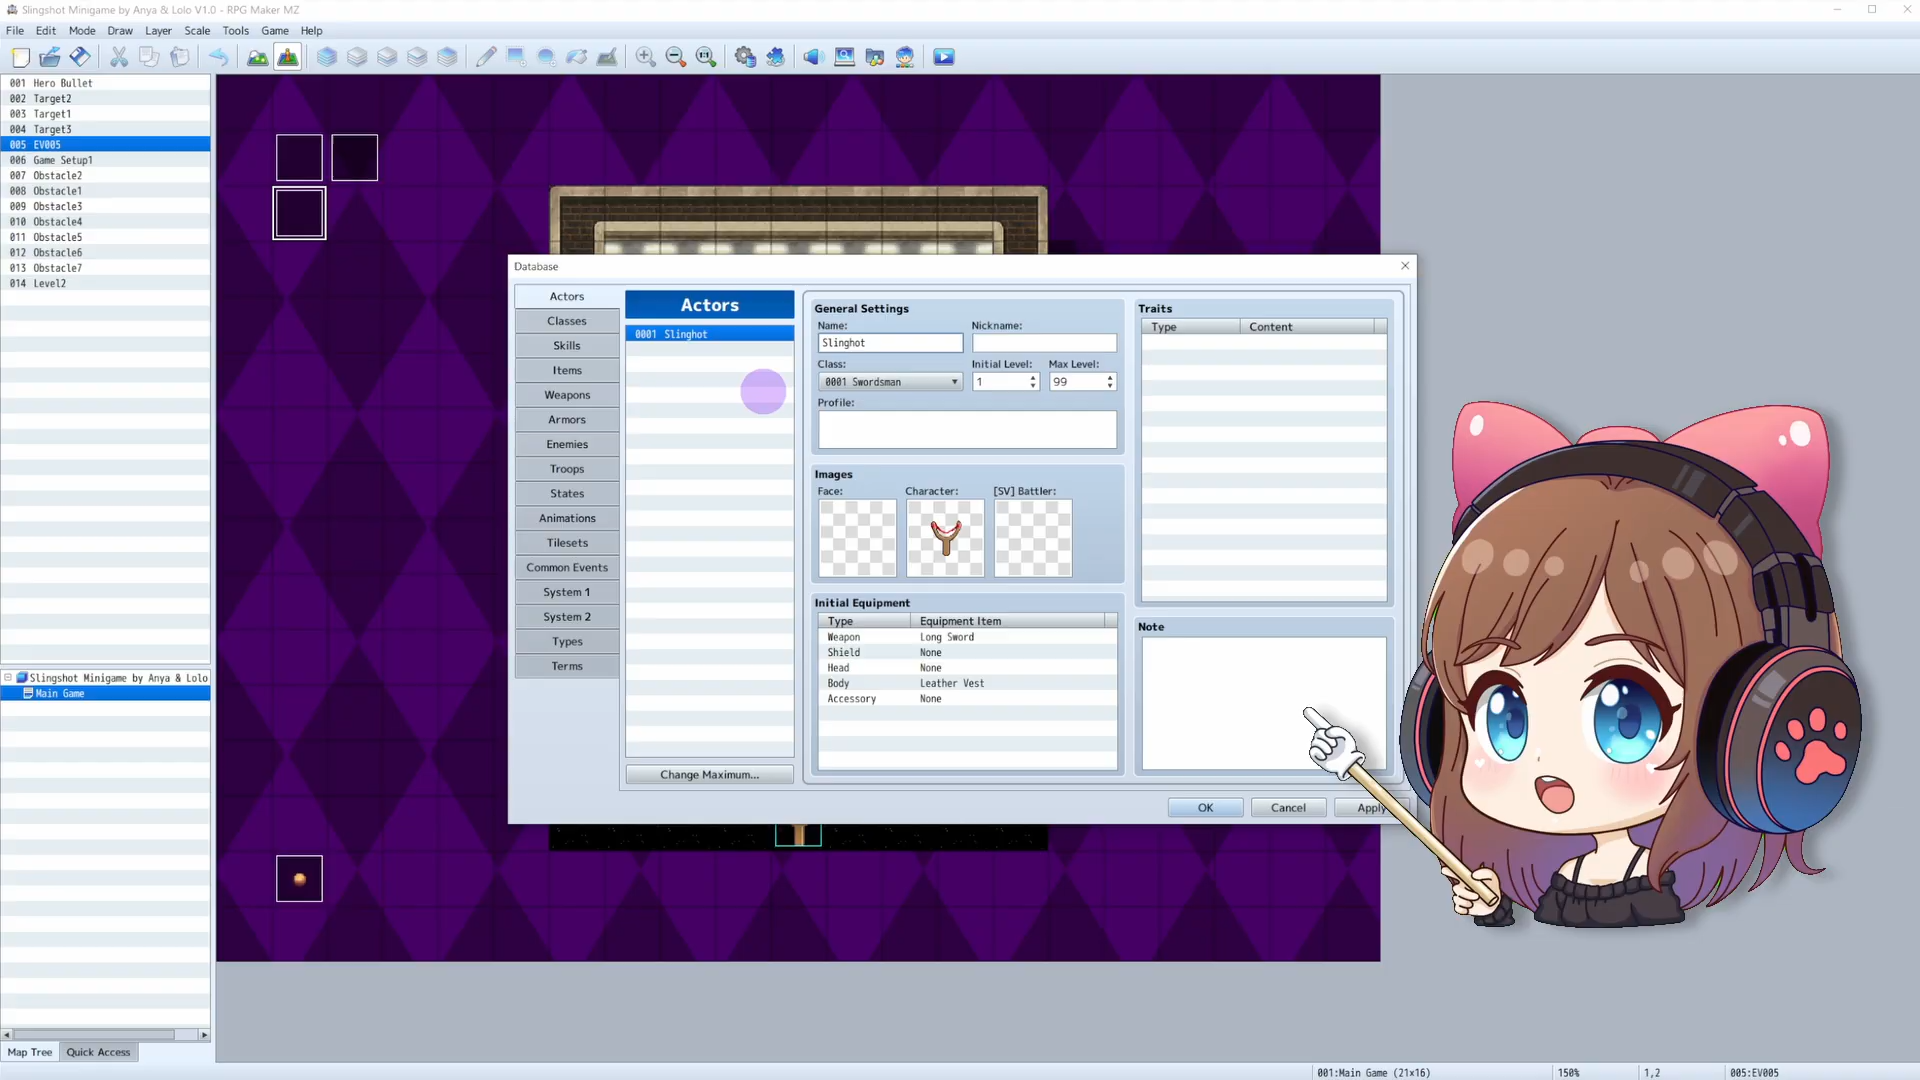 Slingshot Minigame by Anya & Lolo V1.0 - RPG Maker MZ
File Edit Mode Draw Layer Scale Tools Game Help
001 Hero Bullet
002 Target2
003 Target1
004 Target3
005 EV005
006 Game Setup1
007 Obstacle2
008 Obstacle1
009 Obstacle3
010 Obstacle4
011 Obstacle5
012 Obstacle6
013 Obstacle7
014 Level2
Slingshot Minigame by Anya & Lolo
Main Game
Map Tree
Quick Access
Database
Actors
Classes
Skills
Items
Weapons
Armors
Enemies
Troops
States
Animations
Tilesets
Common Events
System 1
System 2
Types
Terms
Actors
0001 Slinghot
Change Maximum...
General Settings
Name: Nickname:
Slinghot
Class: Initial Level: Max Level:
0001 Swordsman 1 99
Profile:
Images
Face: Character: [SV] Battler:
Initial Equipment
Type Equipment Item
Weapon Long Sword
Shield None
Head None
Body Leather Vest
Accessory None
Traits
Type Content
Note
OK Cancel Apply
001:Main Game (21x16) 150% 1,2 005:EV005